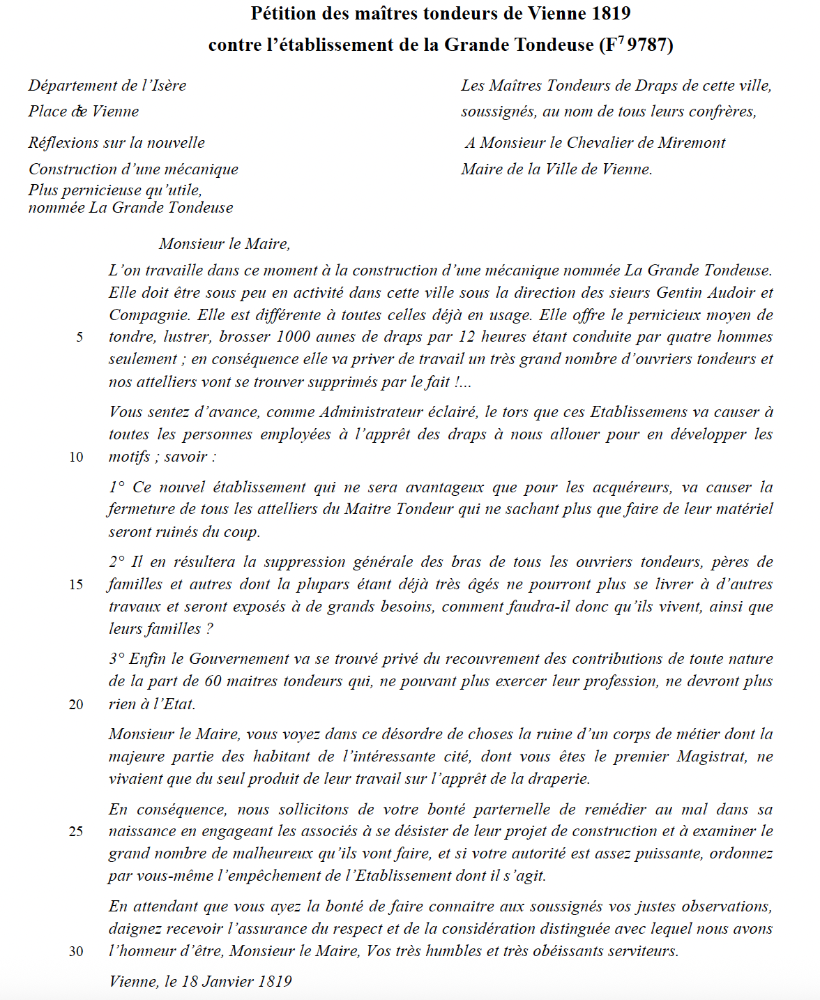 Pétition des maîtres tondeurs de Vienne 1819
contre l’établissement de la Grande Tondeuse (F7 9787)
Département de l’Isère
Place de Vienne
Réflexions sur la nouvelle
Construction d’une mécanique
Plus pernicieuse qu’utile,
nommée La Grande Tondeuse
Les Maîtres Tondeurs de Draps de cette ville,
soussignés, au nom de tous leurs confrères,
A Monsieur le Chevalier de Miremont
Maire de la Ville de Vienne.
Monsieur le Maire,
L’on travaille dans ce moment à la construction d’une mécanique nommée La Grande Tondeuse.
Elle doit être sous peu en activité dans cette ville sous la direction des sieurs Gentin Audoir et
Compagnie. Elle est différente à toutes celles déjà en usage. Elle offre le pernicieux moyen de
5 tondre, lustrer, brosser 1000 aunes de draps par 12 heures étant conduite par quatre hommes
seulement ; en conséquence elle va priver de travail un très grand nombre d’ouvriers tondeurs et
nos attelliers vont se trouver supprimés par le fait !...
Vous sentez d’avance, comme Administrateur éclairé, le tors que ces Etablissemens va causer à
toutes les personnes employées à l’apprêt des draps à nous allouer pour en développer les
10 motifs ; savoir :
1° Ce nouvel établissement qui ne sera avantageux que pour les acquéreurs, va causer la
fermeture de tous les attelliers du Maitre Tondeur qui ne sachant plus que faire de leur matériel
seront ruinés du coup.
2° Il en résultera la suppression générale des bras de tous les ouvriers tondeurs, pères de
15 familles et autres dont la plupars étant déjà très âgés ne pourront plus se livrer à d’autres
travaux et seront exposés à de grands besoins, comment faudra-il donc qu’ils vivent, ainsi que
leurs familles ?
3° Enfin le Gouvernement va se trouvé privé du recouvrement des contributions de toute nature
de la part de 60 maitres tondeurs qui, ne pouvant plus exercer leur profession, ne devront plus
20 rien à l’Etat.
Monsieur le Maire, vous voyez dans ce désordre de choses la ruine d’un corps de métier dont la
majeure partie des habitant de l’intéressante cité, dont vous êtes le premier Magistrat, ne
vivaient que du seul produit de leur travail sur l’apprêt de la draperie.
En conséquence, nous sollicitons de votre bonté parternelle de remédier au mal dans sa
25 naissance en engageant les associés à se désister de leur projet de construction et à examiner le
grand nombre de malheureux qu’ils vont faire, et si votre autorité est assez puissante, ordonnez
par vous-même l’empêchement de l’Etablissement dont il s’agit.
En attendant que vous ayez la bonté de faire connaitre aux soussignés vos justes observations,
daignez recevoir l’assurance du respect et de la considération distinguée avec lequel nous avons
30 l’honneur d’être, Monsieur le Maire, Vos très humbles et très obéissants serviteurs.
Vienne, le 18 Janvier 1819